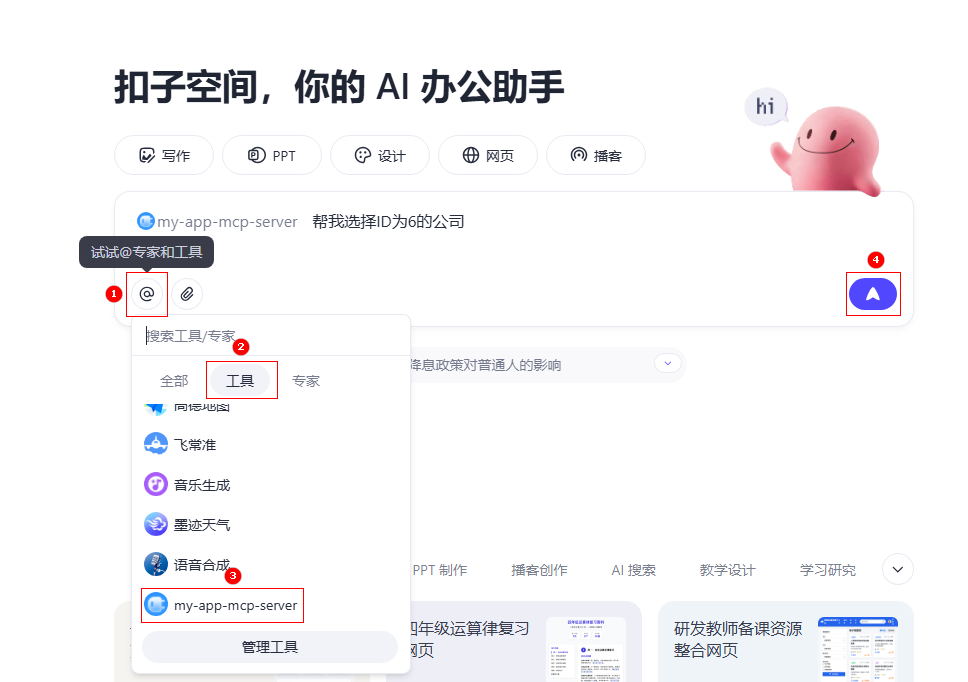 扣子空间，你的 AI 办公助手
hi
写作
PPT
设计
网页
播客
my-app-mcp-server 帮我选择ID为6的公司
试试@专家和工具
4
1
搜索工具/专家
2
降息政策对普通人的影响
全部
工具
专家
高德地图
飞常准
音乐生成
墨迹天气
语音合成
PPT 制作
播客创作
AI 搜索
教学设计
学习研究
3
my-app-mcp-server
四年级运算律复习
网页
研发教师备课资源
整合网页
管理工具